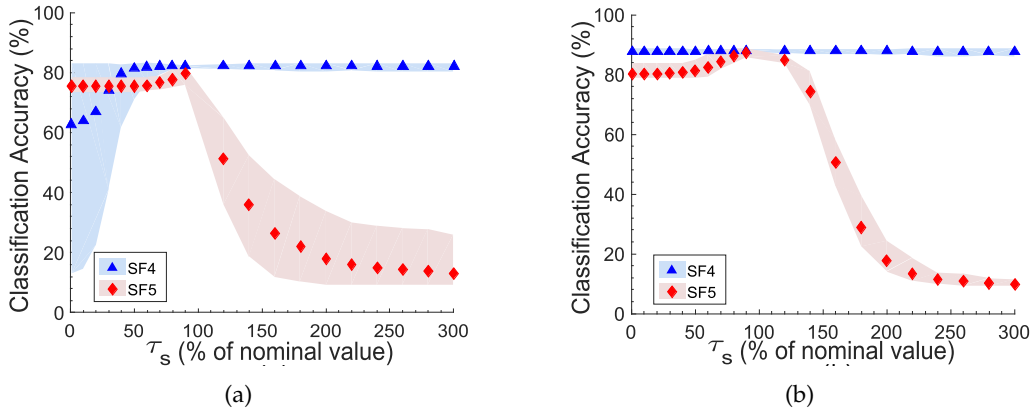 Classification Accuracy (%)
100
80
60
40
20
0
SF4
SF5
0 50 100 150 200 250 300
τs (% of nominal value)
(a)
Classification Accuracy (%)
100
80
60
40
20
0
SF4
SF5
0 50 100 150 200 250 300
τs (% of nominal value)
(b)